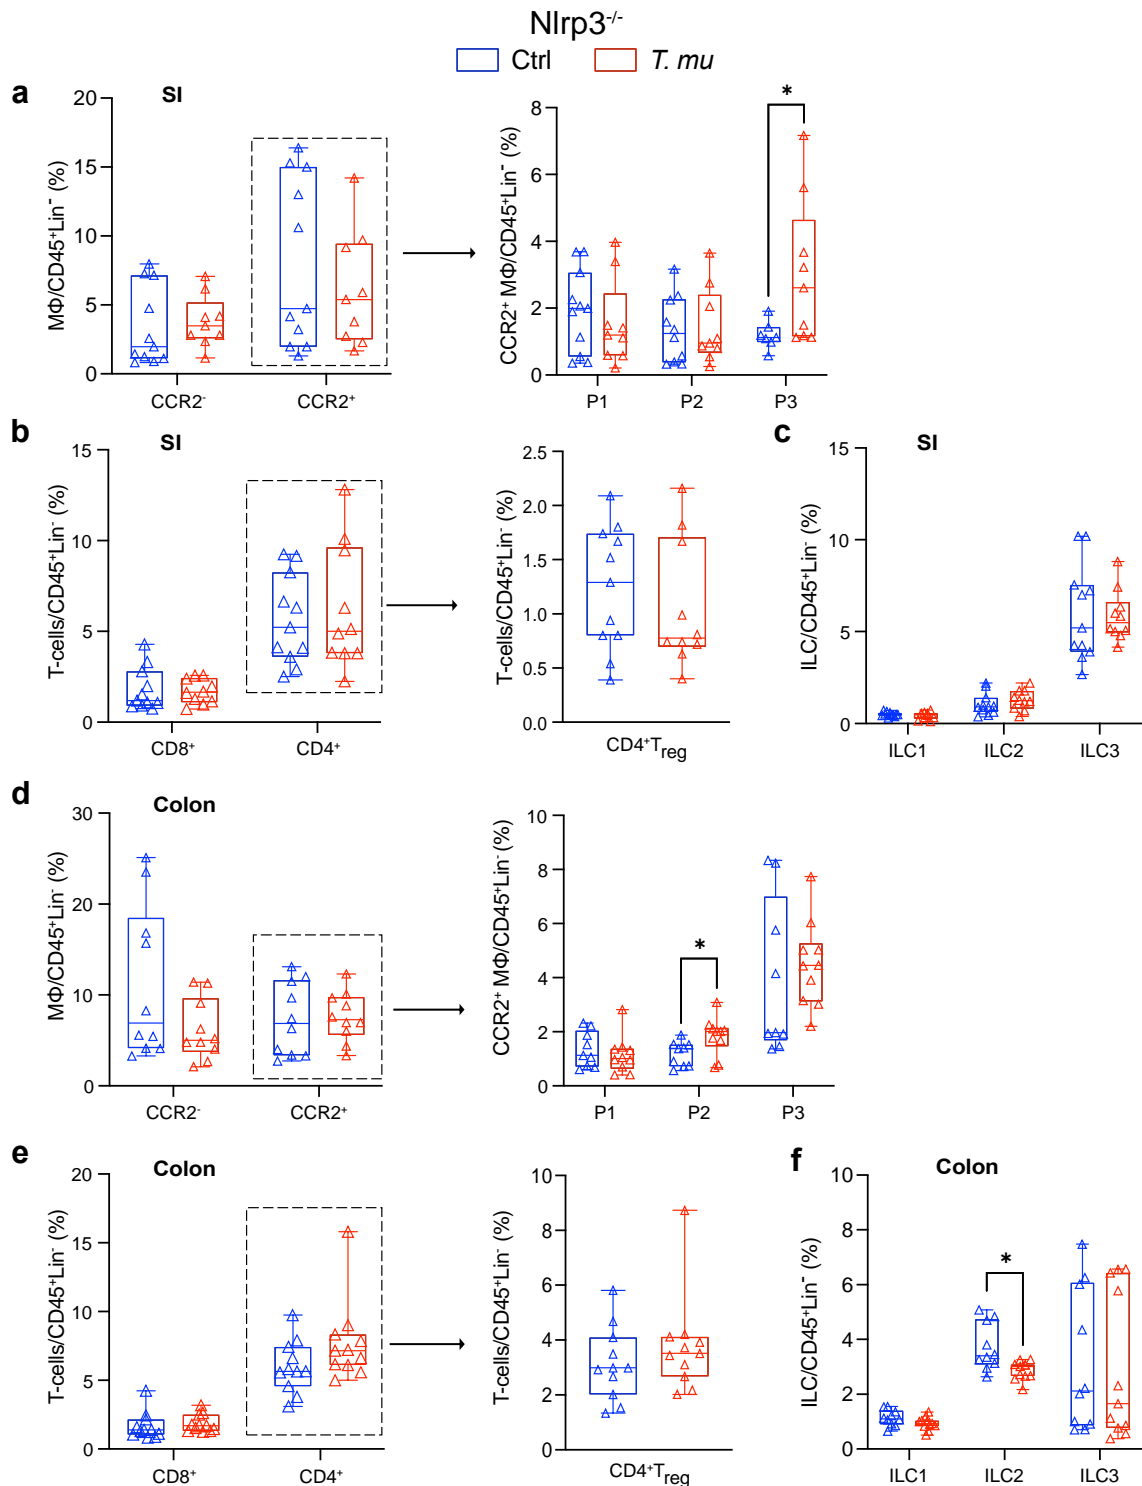 Nlrp3-/-
Ctrl T. mu
a SI
MΦ/CD45+Lin- (%)
20
15
10
5
0
CCR2- CCR2+
CCR2+ MΦ/CD45+Lin- (%)
8
6
4
2
0
*
P1 P2 P3
b SI
T-cells/CD45+Lin- (%)
15
10
5
0
CD8+ CD4+
T-cells/CD45+Lin- (%)
2.5
2.0
1.5
1.0
0.5
0.0
CD4+Treg
c SI
ILC/CD45+Lin- (%)
15
10
5
0
ILC1 ILC2 ILC3
d Colon
MΦ/CD45+Lin- (%)
30
20
10
0
CCR2- CCR2+
CCR2+ MΦ/CD45+Lin- (%)
10
8
6
4
2
0
*
P1 P2 P3
e Colon
T-cells/CD45+Lin- (%)
20
15
10
5
0
CD8+ CD4+
T-cells/CD45+Lin- (%)
10
8
6
4
2
0
CD4+Treg
f Colon
ILC/CD45+Lin- (%)
10
8
6
4
2
0
*
ILC1 ILC2 ILC3